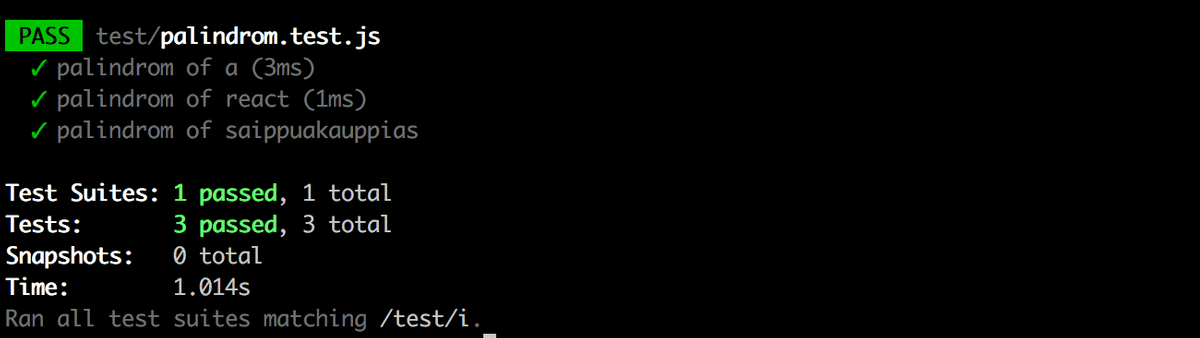 PASS test/palindrom.test.js
✓ palindrom of a (3ms)
✓ palindrom of react (1ms)
✓ palindrom of saippuakauppias
Test Suites: 1 passed, 1 total
Tests: 3 passed, 3 total
Snapshots: 0 total
Time: 1.014s
Ran all test suites matching /test/i.